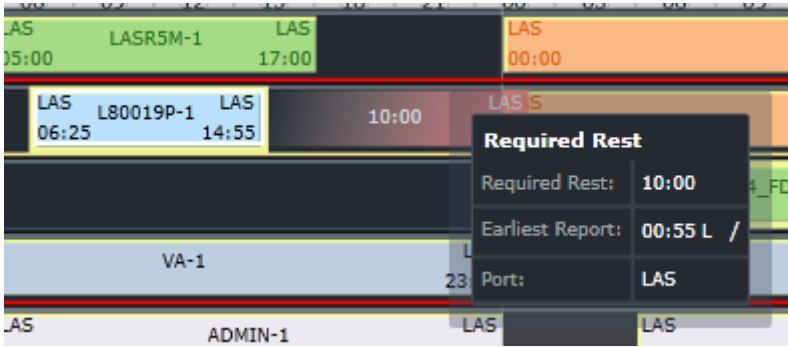 LAS LASR5M-1 LAS LAS
05:00 17:00 00:00
LAS L80019P-1 LAS 10:00 LAS S
06:25 14:55
Required Rest
Required Rest: 10:00
Earliest Report: 00:55 L /
Port: LAS
4_FD
VA-1 L
23
LAS ADMIN-1 LAS LAS